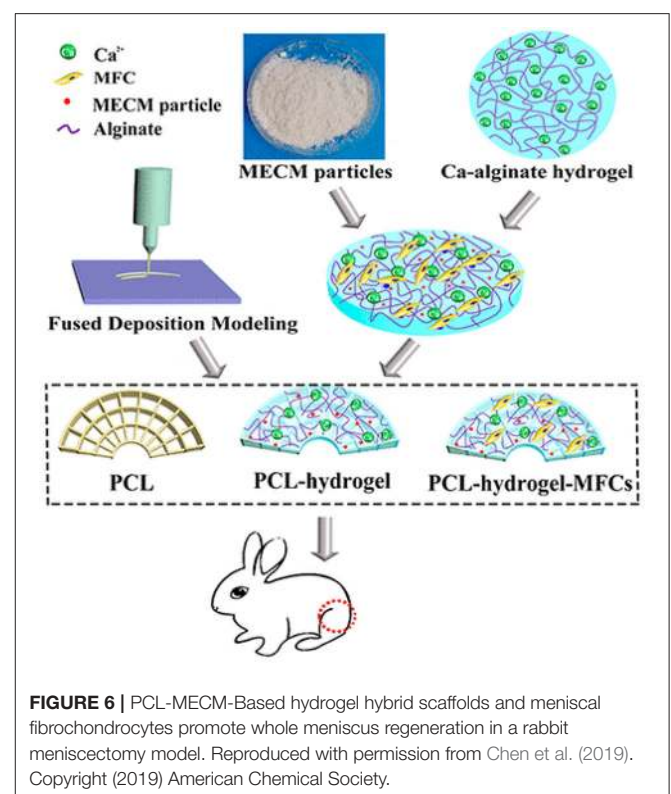 Ca²⁺
MFC
MECM particle
Alginate
MECM particles
Ca-alginate hydrogel
Fused Deposition Modeling
PCL
PCL-hydrogel
PCL-hydrogel-MFCs
FIGURE 6 | PCL-MECM-Based hydrogel hybrid scaffolds and meniscal
fibrochondrocytes promote whole meniscus regeneration in a rabbit
meniscectomy model. Reproduced with permission from Chen et al. (2019).
Copyright (2019) American Chemical Society.